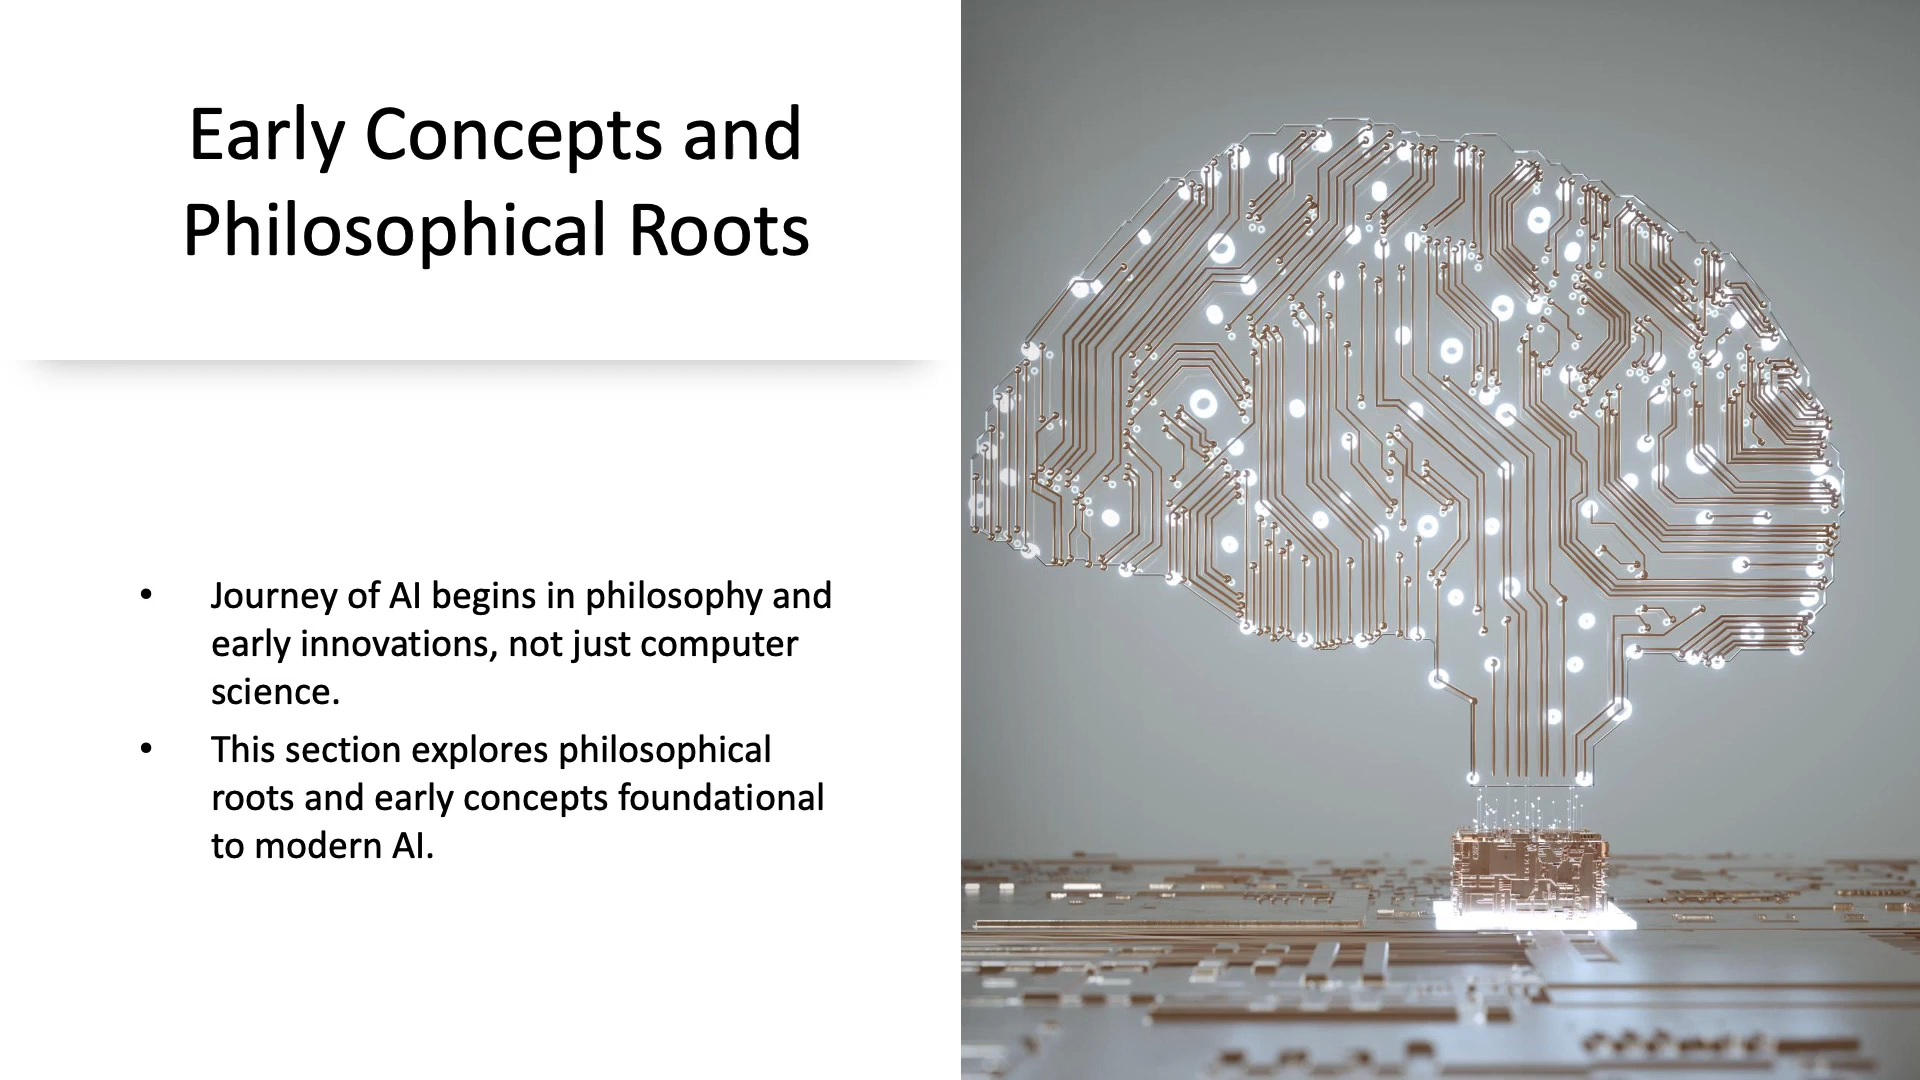 Early Concepts and
Philosophical Roots
• Journey of AI begins in philosophy and
early innovations, not just computer
science.
• This section explores philosophical
roots and early concepts foundational
to modern AI.